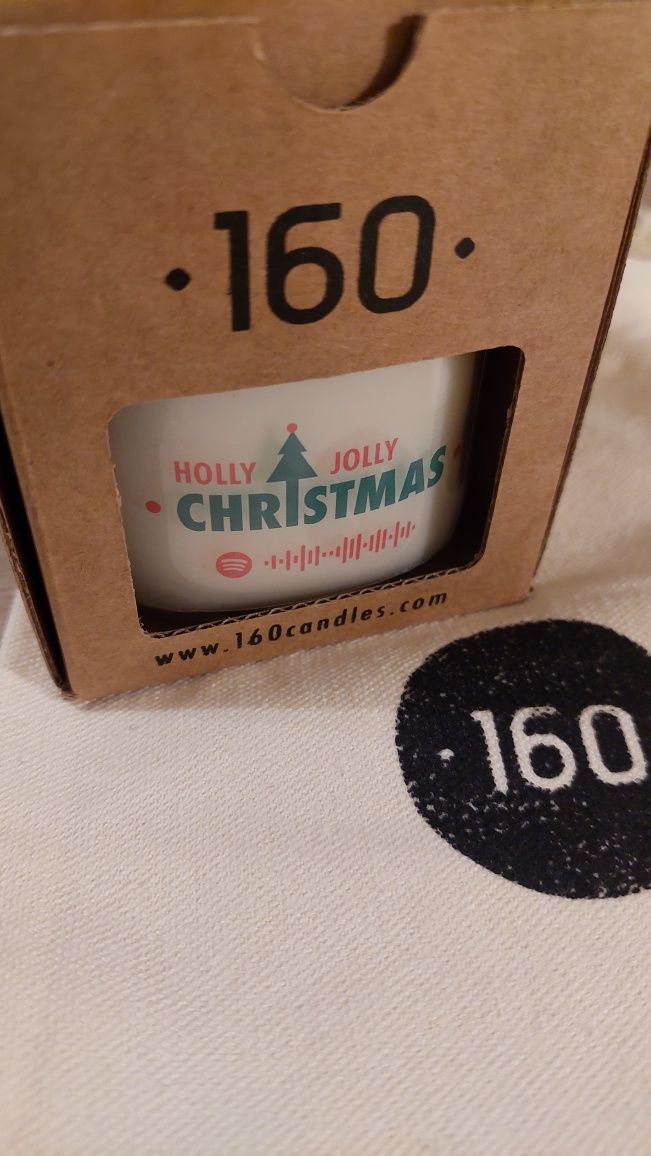 ·160·
HOLLY JOLLY
CHRISTMAS
www.160candles.com
·160